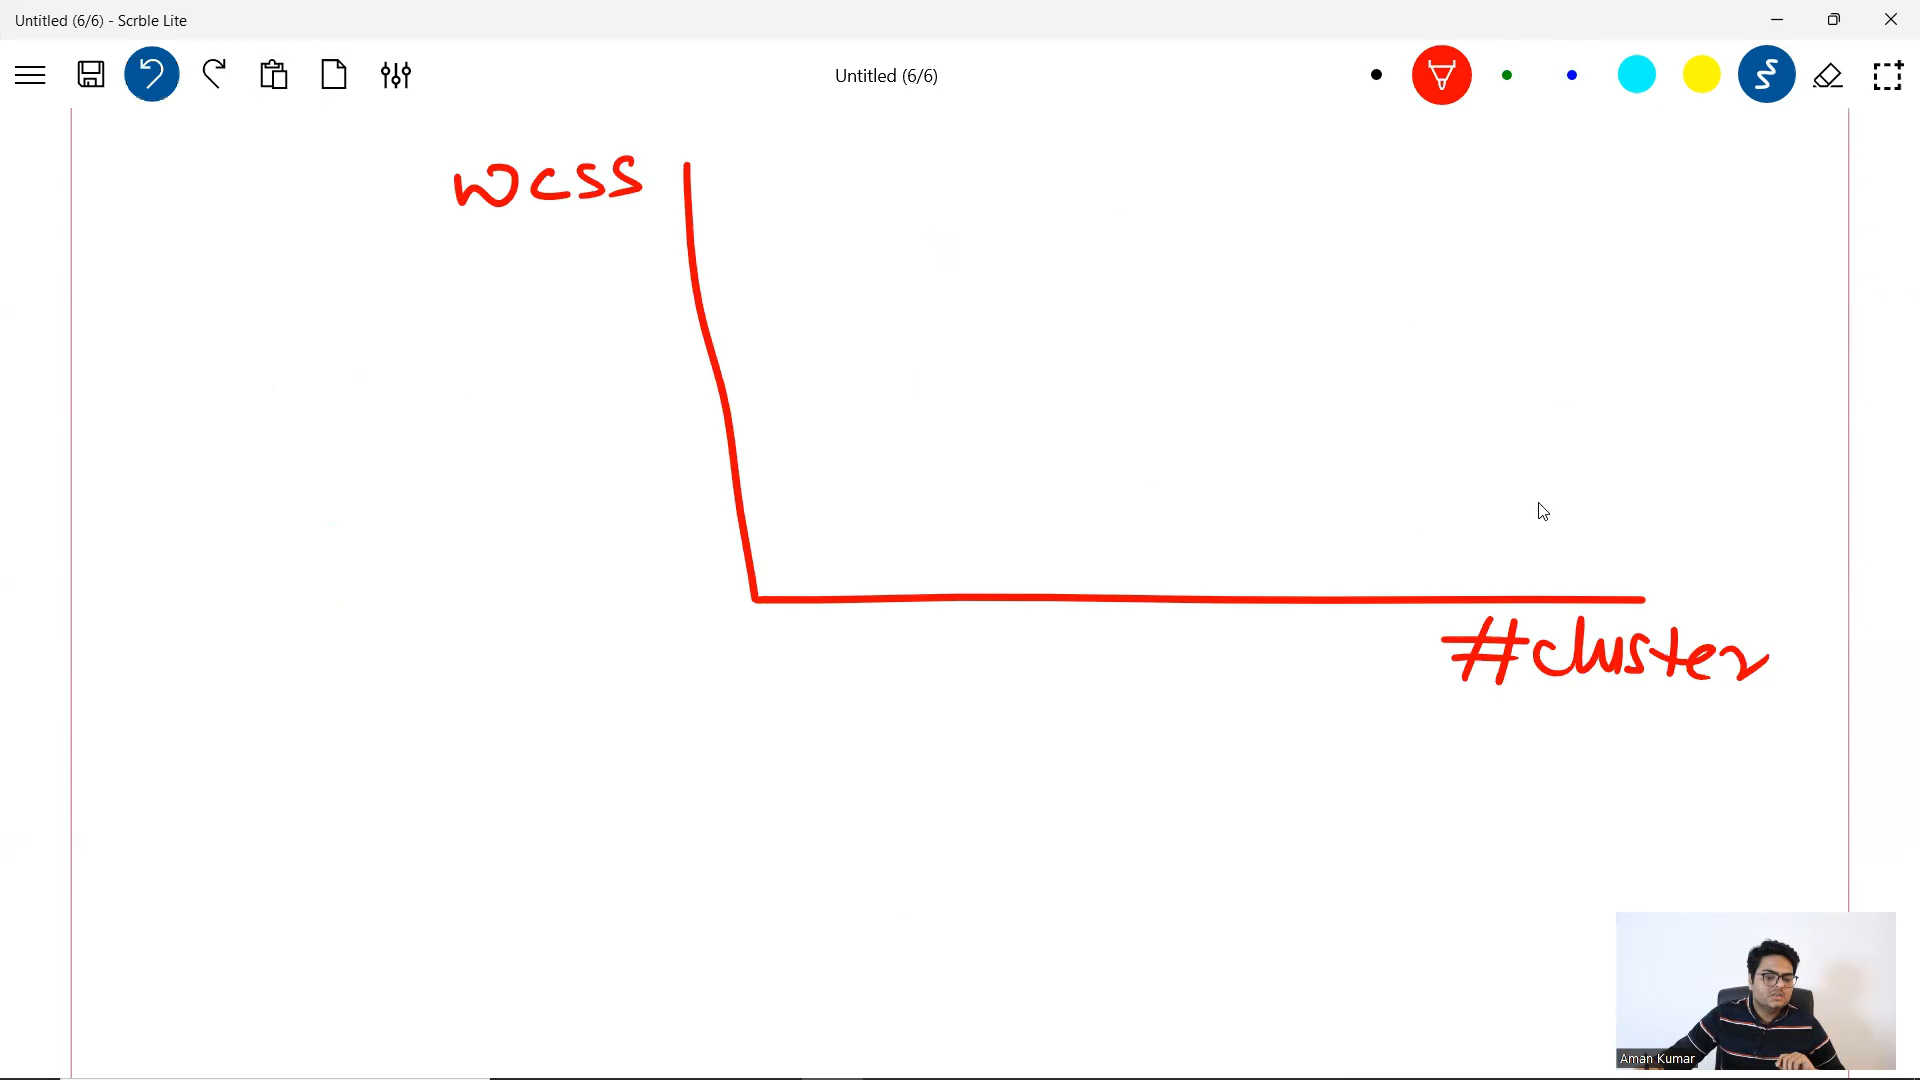 Untitled (6/6) - Scrble Lite
Untitled (6/6)
wcss
#cluster
Aman Kumar